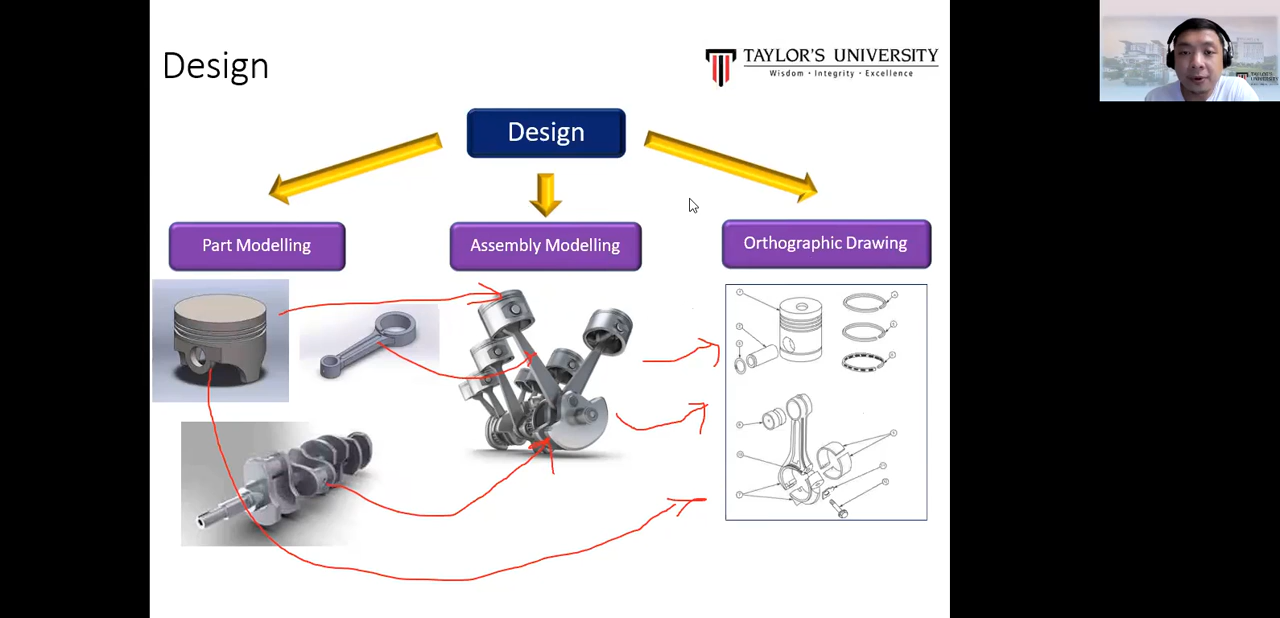 Design
TAYLOR'S UNIVERSITY
Wisdom • Integrity • Excellence
Design
Part Modelling
Assembly Modelling
Orthographic Drawing